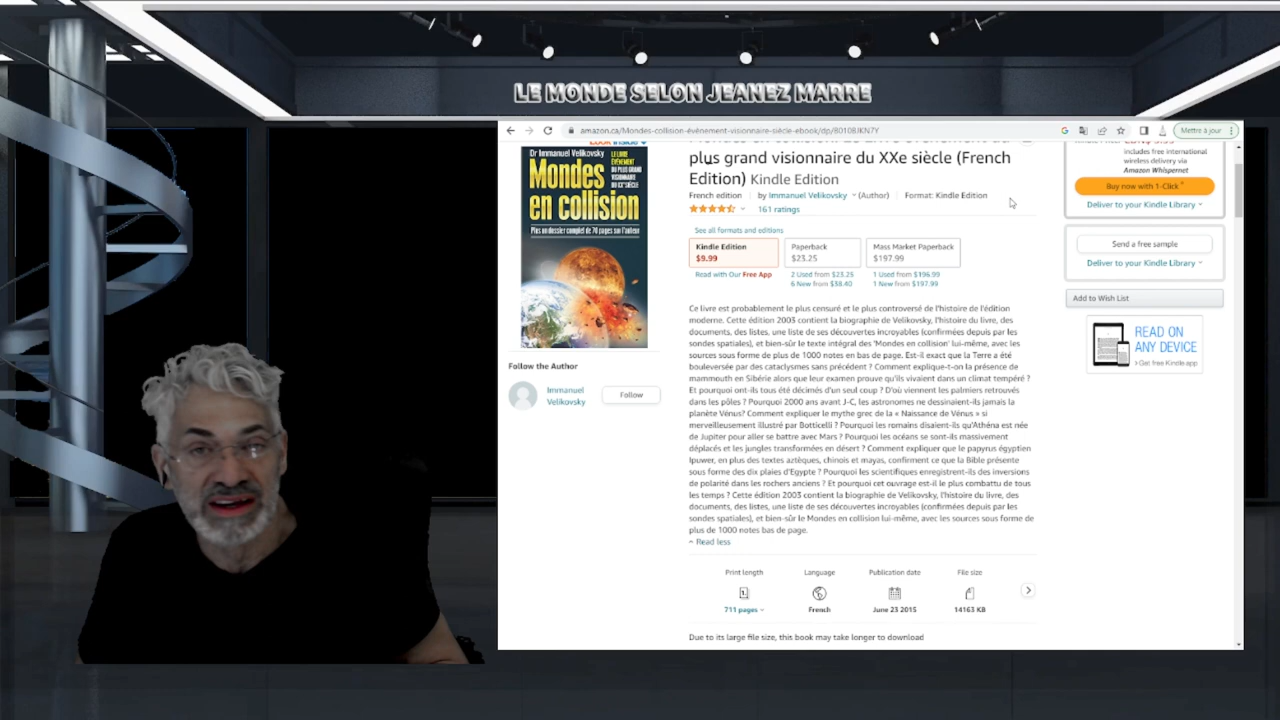 LE MONDE SELON JEANEZ MARRE
amazon.ca/Mondes-collision-événement-visionnaire-siècle-ebook/dp/B010BJKN7Y
Mettre à jour
plus grand visionnaire du XXe siècle (French
Edition) Kindle Edition
French edition | by Immanuel Velikovsky (Author) | Format: Kindle Edition
161 ratings
See all formats and editions
Kindle Edition
$9.99
Read with Our Free App
Paperback
$23.25
2 Used from $23.25
6 New from $38.40
Mass Market Paperback
$197.99
1 Used from $196.99
1 New from $197.99
Dr Immanuel Velikovsky
LE LIVRE
ÉVÉNEMENT
DU PLUS GRAND
VISIONNAIRE
DU XXe SIÈCLE
Mondes
en collision
Plus un dossier complet de 70 pages sur l'auteur
Follow the Author
Immanuel
Velikovsky
Follow
Ce livre est probablement le plus censuré et le plus controversé de l'histoire de l'édition
moderne. Cette édition 2003 contient la biographie de Velikovsky, l'histoire du livre, des
documents, des listes, une liste de ses découvertes incroyables (confirmées depuis par les
sondes spatiales), et bien-sûr le texte intégral des 'Mondes en collision' lui-même, avec les
sources sous forme de plus de 1000 notes en bas de page. Est-il exact que la Terre a été
bouleversée par des cataclysmes sans précédent ? Comment explique-t-on la présence de
mammouth en Sibérie alors que leur examen prouve qu'ils vivaient dans un climat tempéré ?
Et pourquoi ont-ils tous été décimés d'un seul coup ? D'où viennent les palmiers retrouvés
dans les pôles ? Pourquoi 2000 ans avant J-C, les astronomes ne dessinaient-ils jamais la
planète Vénus? Comment expliquer le mythe grec de la « Naissance de Vénus » si
merveilleusement illustré par Botticelli ? Pourquoi les romains disaient-ils qu'Athéna est née
de Jupiter pour aller se battre avec Mars ? Pourquoi les océans se sont-ils massivement
déplacés et les jungles transformées en désert ? Comment expliquer que le papyrus égyptien
Ipuwer, en plus des textes aztèques, chinois et mayas, confirment ce que la Bible présente
sous forme des dix plaies d'Egypte ? Pourquoi les scientifiques enregistrent-ils des inversions
de polarité dans les rochers anciens ? Et pourquoi cet ouvrage est-il le plus combattu de tous
les temps ? Cette édition 2003 contient la biographie de Velikovsky, l'histoire du livre, des
documents, des listes, une liste de ses découvertes incroyables (confirmées depuis par les
sondes spatiales), et bien-sûr le Mondes en collision lui-même, avec les sources sous forme de
plus de 1000 notes bas de page.
Read less
Print length
711 pages
Language
French
Publication date
June 23 2015
File size
14163 KB
Due to its large file size, this book may take longer to download
includes free international
wireless delivery via
Amazon Whispernet
Buy now with 1-Click
Deliver to your Kindle Library
Send a free sample
Deliver to your Kindle Library
Add to Wish List
READ ON
ANY DEVICE
› Get free Kindle app